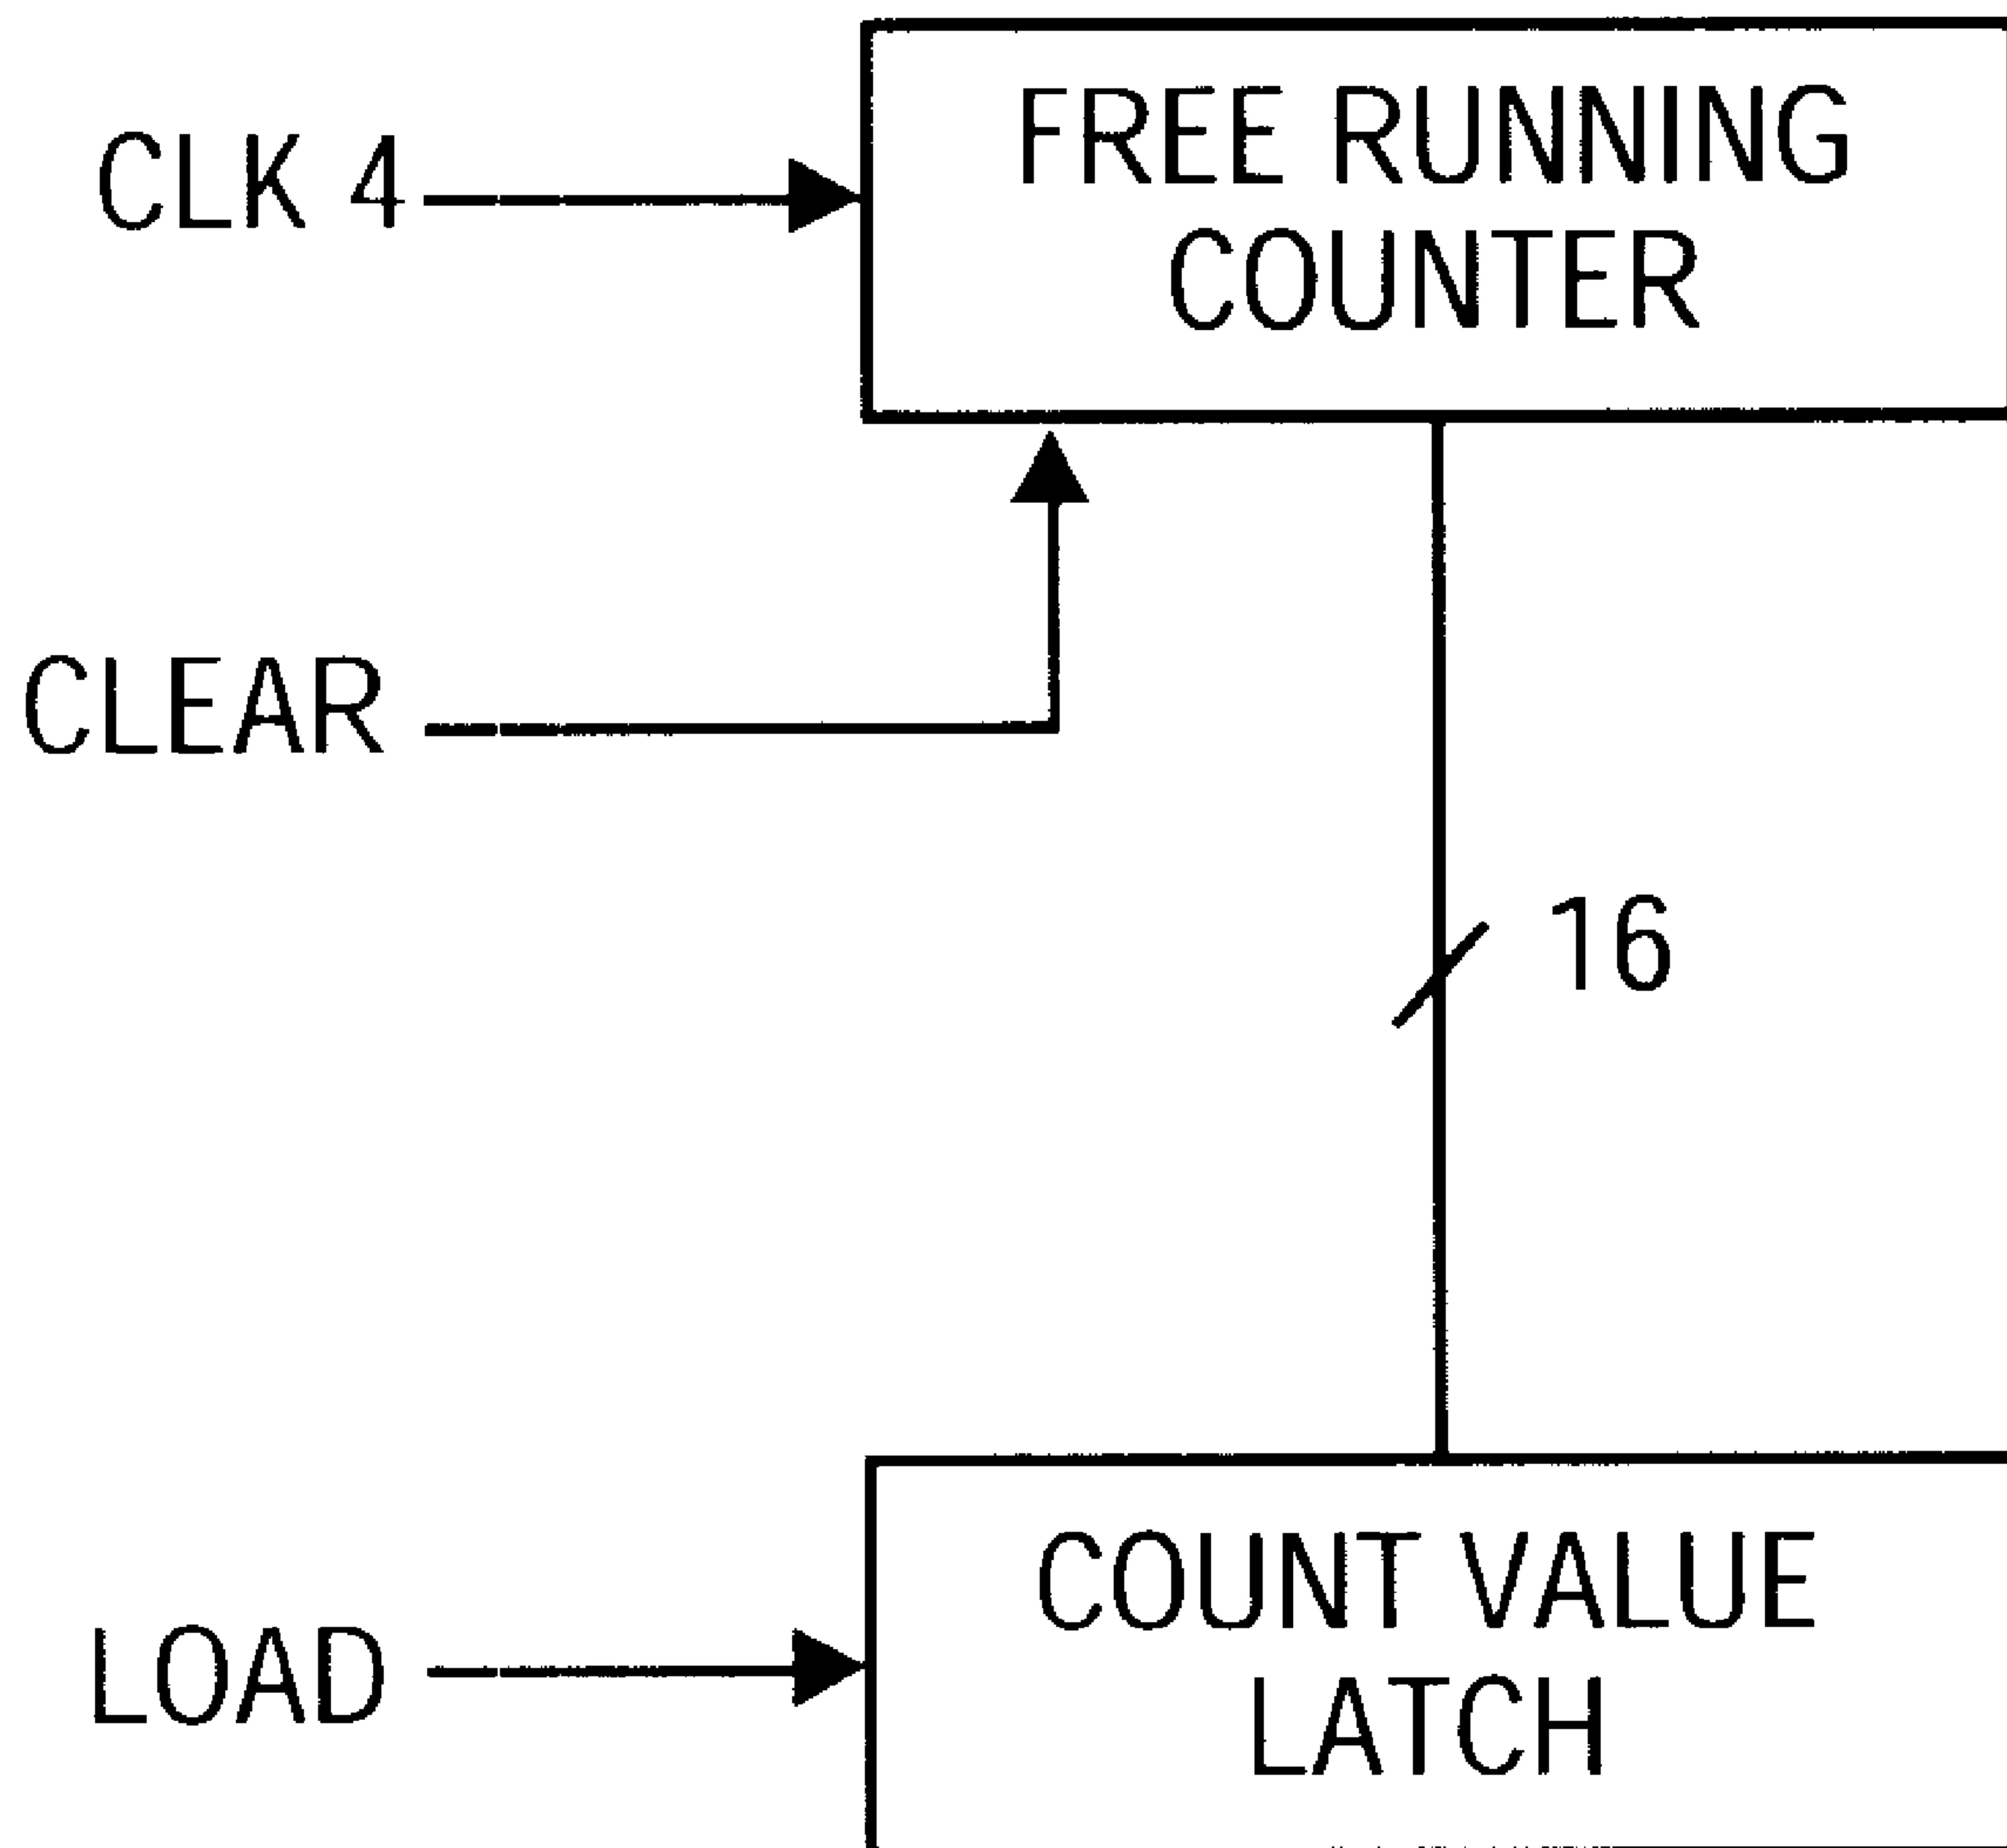 CLK 4
FREE RUNNING
COUNTER
CLEAR
16
LOAD
COUNT VALUE
LATCH